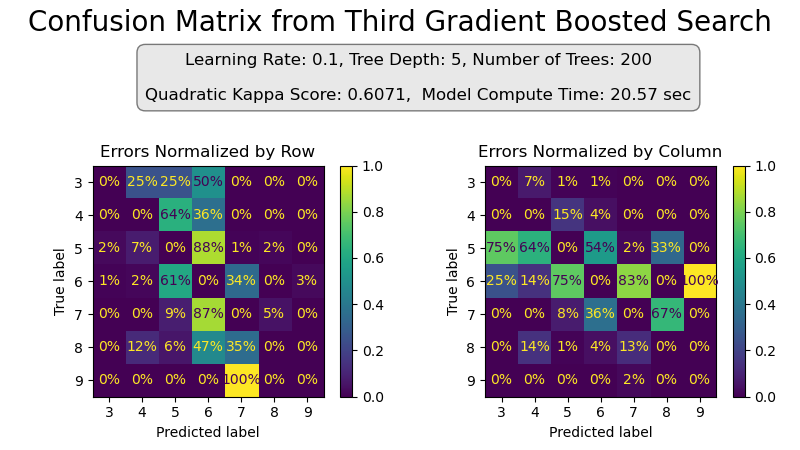 Confusion Matrix from Third Gradient Boosted Search
Learning Rate: 0.1, Tree Depth: 5, Number of Trees: 200
Quadratic Kappa Score: 0.6071,  Model Compute Time: 20.57 sec
Errors Normalized by Row
True label
3 0% 25% 25% 50% 0% 0% 0%
4 0% 0% 64% 36% 0% 0% 0%
5 2% 7% 0% 88% 1% 2% 0%
6 1% 2% 61% 0% 34% 0% 3%
7 0% 0% 9% 87% 0% 5% 0%
8 0% 12% 6% 47% 35% 0% 0%
9 0% 0% 0% 0% 100% 0% 0%
3 4 5 6 7 8 9
Predicted label
1.0
0.8
0.6
0.4
0.2
0.0
Errors Normalized by Column
True label
3 0% 7% 1% 1% 0% 0% 0%
4 0% 0% 15% 4% 0% 0% 0%
5 75% 64% 0% 54% 2% 33% 0%
6 25% 14% 75% 0% 83% 0% 100%
7 0% 0% 8% 36% 0% 67% 0%
8 0% 14% 1% 4% 13% 0% 0%
9 0% 0% 0% 0% 2% 0% 0%
3 4 5 6 7 8 9
Predicted label
1.0
0.8
0.6
0.4
0.2
0.0